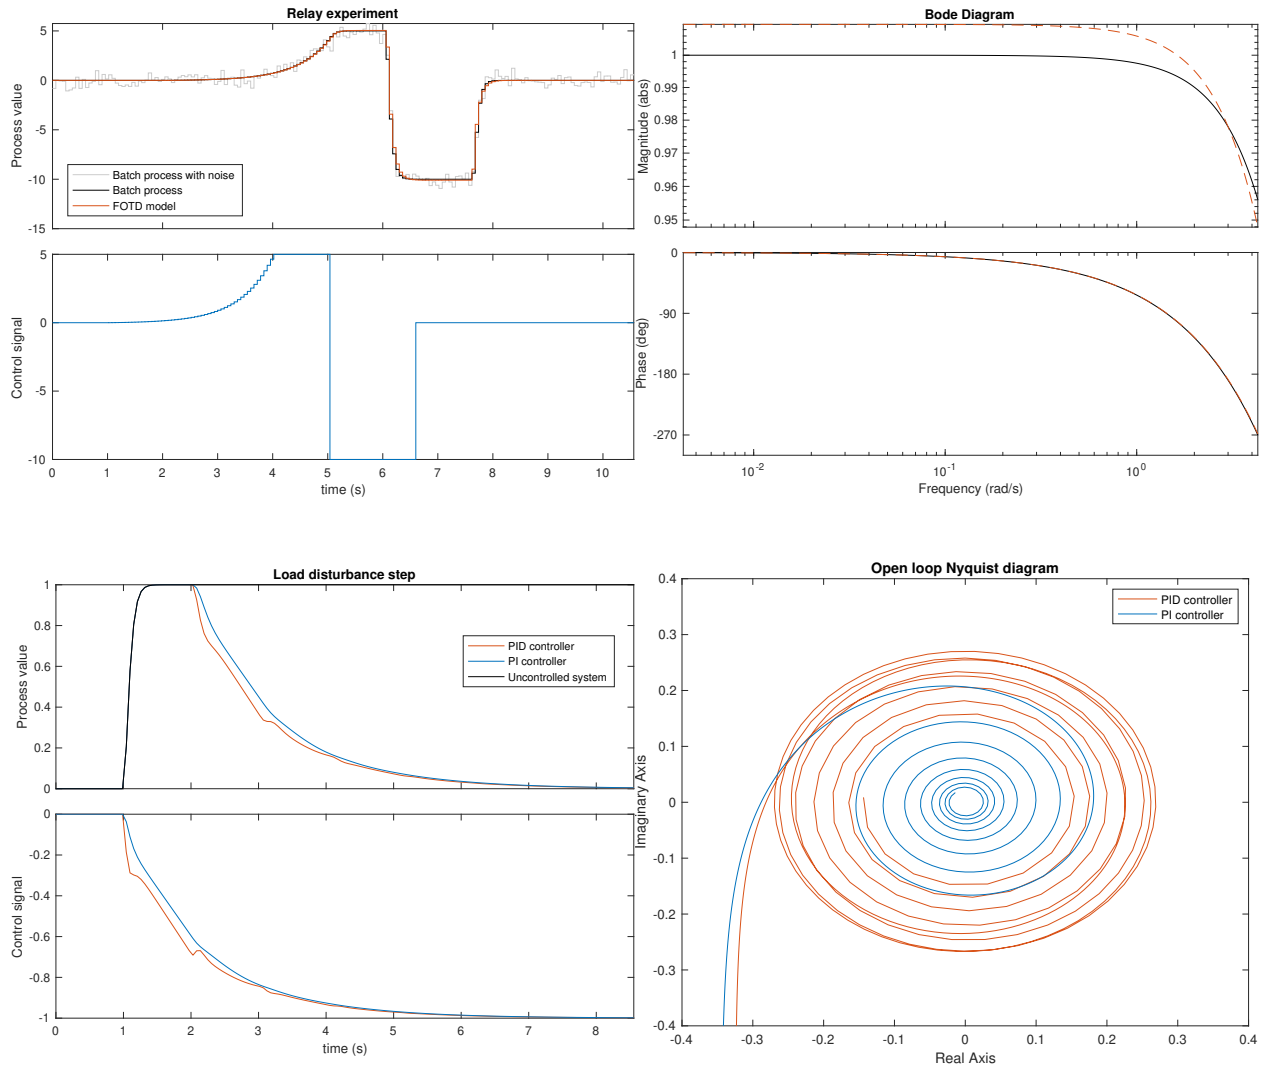 Relay experiment
5
0
-5
-10
-15
Process value
Batch process with noise
Batch process
FOTD model
5
0
-5
-10
Control signal
0 1 2 3 4 5 6 7 8 9 10
time (s)
Bode Diagram
1
0.99
0.98
0.97
0.96
0.95
Magnitude (abs)
0
-90
-180
-270
Phase (deg)
10-2 10-1 100
Frequency (rad/s)
Load disturbance step
1
0.8
0.6
0.4
0.2
0
Process value
PID controller
PI controller
Uncontrolled system
0
-0.2
-0.4
-0.6
-0.8
-1
Control signal
0 1 2 3 4 5 6 7 8
time (s)
Open loop Nyquist diagram
0.4
0.3
0.2
0.1
0
-0.1
-0.2
-0.3
-0.4
Imaginary Axis
PID controller
PI controller
-0.4 -0.3 -0.2 -0.1 0 0.1 0.2 0.3 0.4
Real Axis